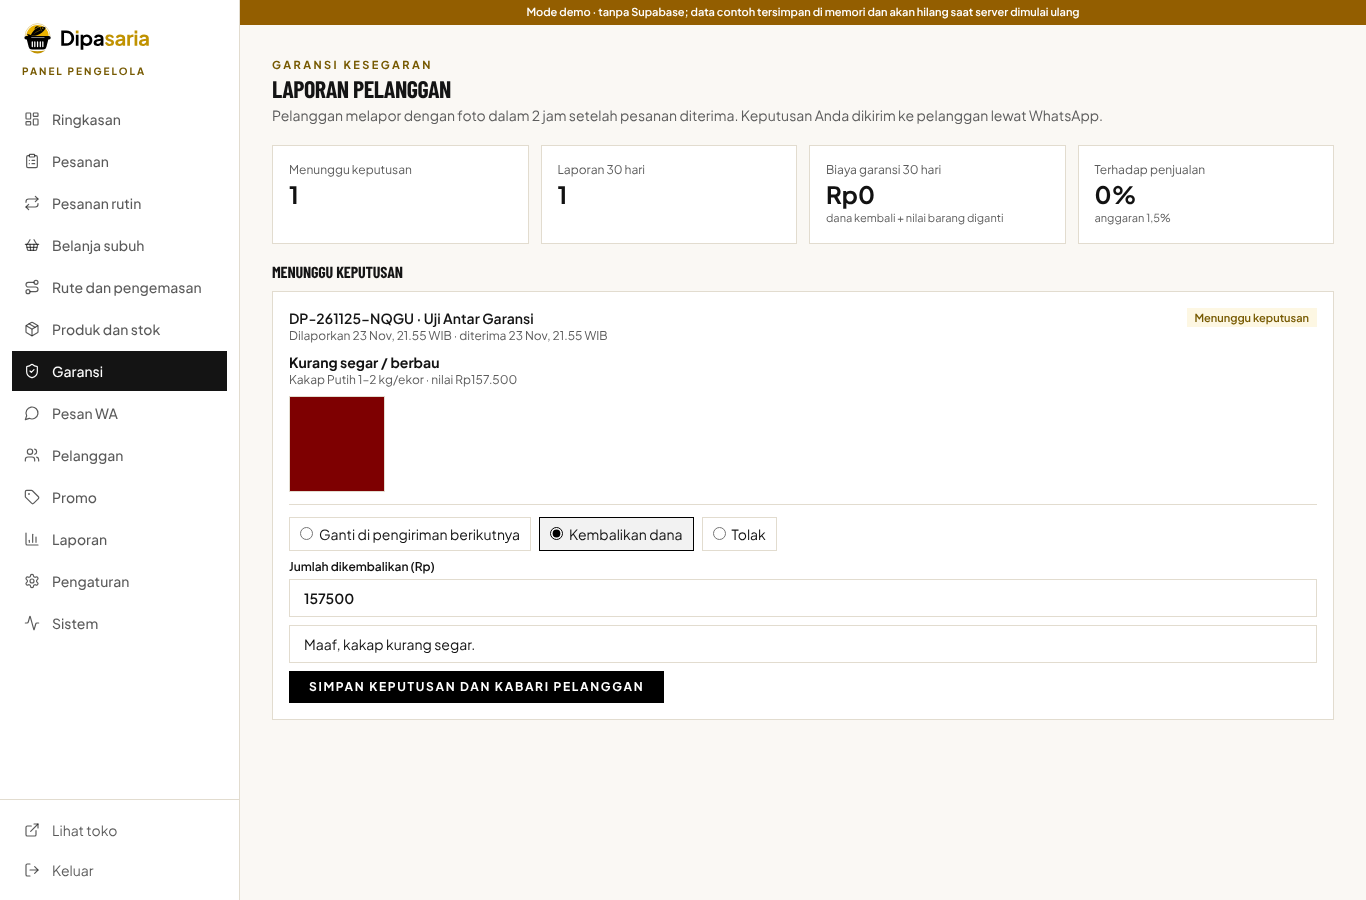 Dipasaria
PANEL PENGELOLA
Ringkasan
Pesanan
Pesanan rutin
Belanja subuh
Rute dan pengemasan
Produk dan stok
Garansi
Pesan WA
Pelanggan
Promo
Laporan
Pengaturan
Sistem
Lihat toko
Keluar
Mode demo · tanpa Supabase; data contoh tersimpan di memori dan akan hilang saat server dimulai ulang
GARANSI KESEGARAN
LAPORAN PELANGGAN
Pelanggan melapor dengan foto dalam 2 jam setelah pesanan diterima. Keputusan Anda dikirim ke pelanggan lewat WhatsApp.
Menunggu keputusan
1
Laporan 30 hari
1
Biaya garansi 30 hari
Rp0
dana kembali + nilai barang diganti
Terhadap penjualan
0%
anggaran 1,5%
MENUNGGU KEPUTUSAN
DP-261125-NQGU · Uji Antar Garansi
Menunggu keputusan
Dilaporkan 23 Nov, 21.55 WIB · diterima 23 Nov, 21.55 WIB
Kurang segar / berbau
Kakap Putih 1–2 kg/ekor · nilai Rp157.500
Ganti di pengiriman berikutnya
Kembalikan dana
Tolak
Jumlah dikembalikan (Rp)
157500
Maaf, kakap kurang segar.
SIMPAN KEPUTUSAN DAN KABARI PELANGGAN